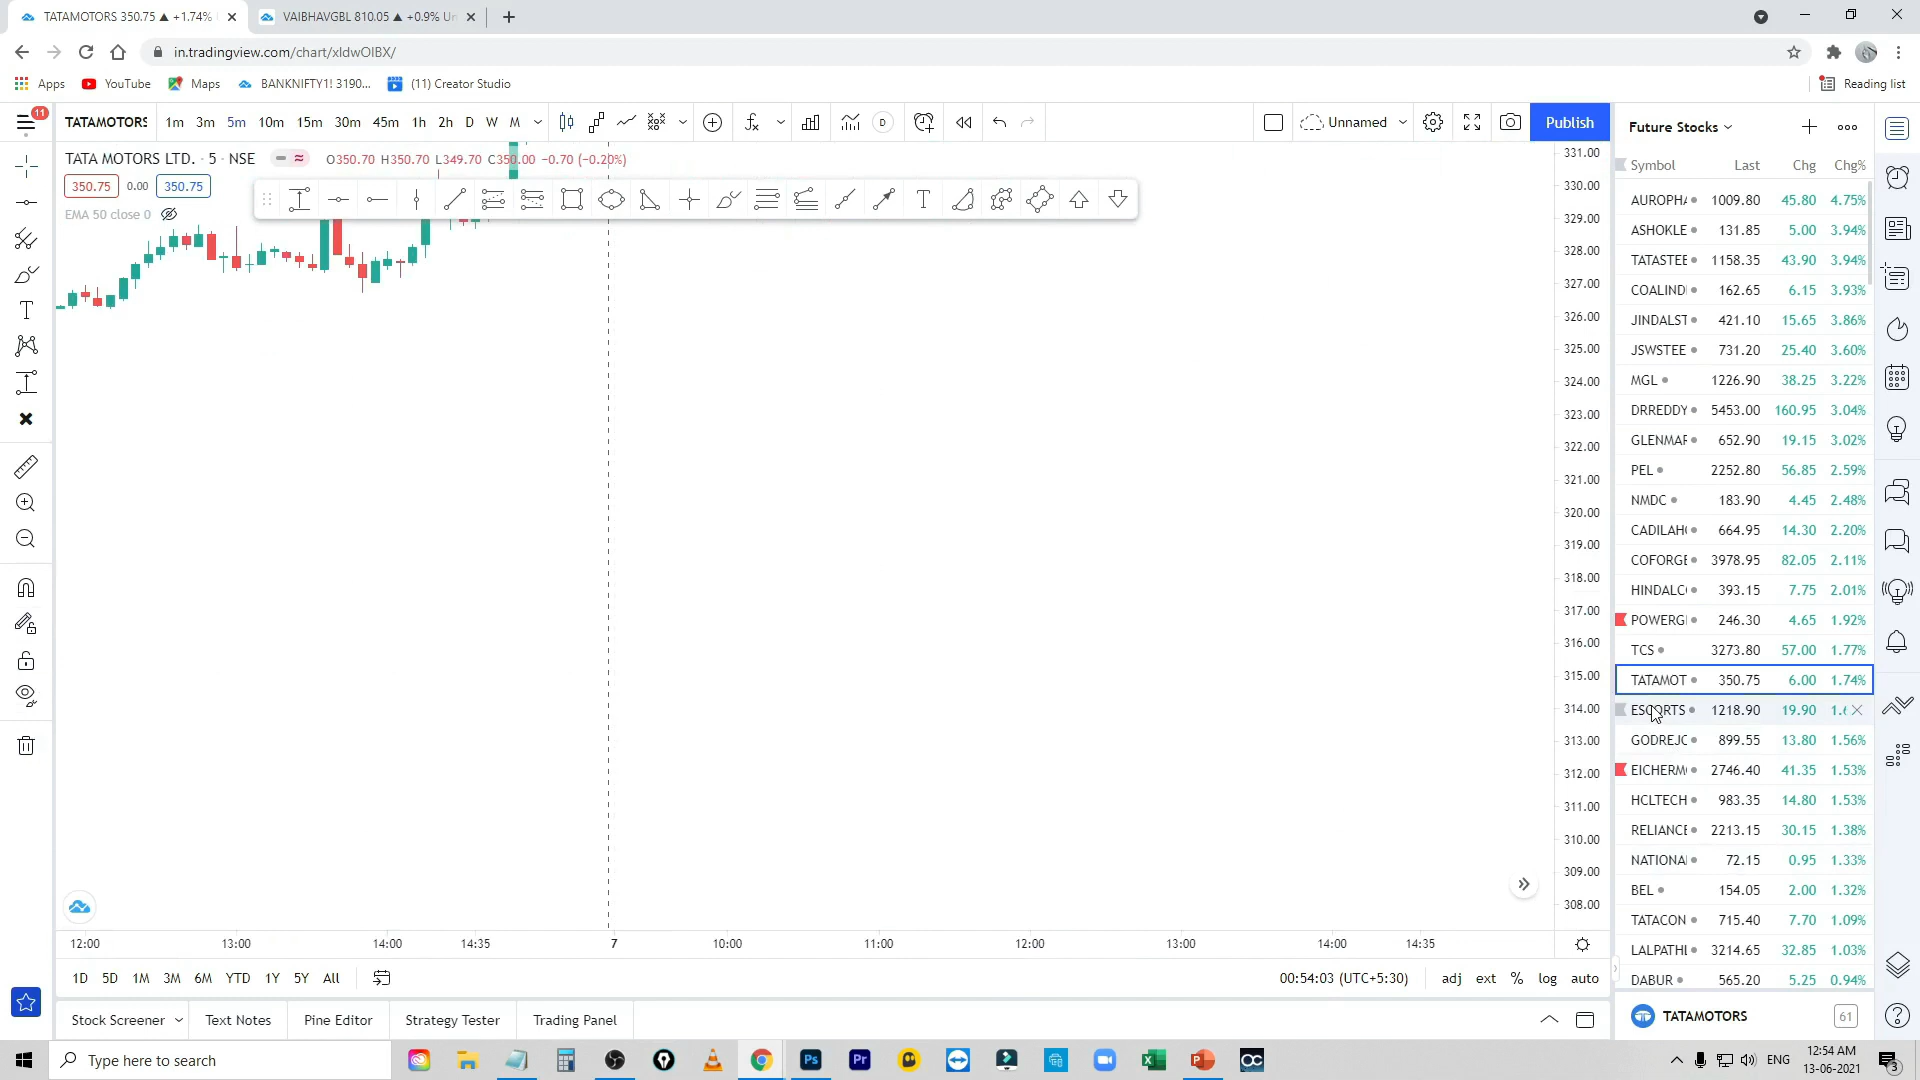 TATAMOTORS 350.75 ▲ +1.74%
VAIBHAVGBL 810.05 ▲ +0.9% Un
in.tradingview.com/chart/xIdwOIBX/
Apps YouTube Maps BANKNIFTY1! 3190... (11) Creator Studio Reading list
11 TATAMOTORS 1m 3m 5m 10m 15m 30m 45m 1h 2h D W M D Unnamed Publish
TATA MOTORS LTD. · 5 · NSE O350.70 H350.70 L349.70 C350.00 −0.70 (−0.20%)
350.75 0.00 350.75
EMA 50 close 0
331.00
330.00
329.00
328.00
327.00
326.00
325.00
324.00
323.00
322.00
321.00
320.00
319.00
318.00
317.00
316.00
315.00
314.00
313.00
312.00
311.00
310.00
309.00
308.00
12:00 13:00 14:00 14:35 7 10:00 11:00 12:00 13:00 14:00 14:35
1D 5D 1M 3M 6M YTD 1Y 5Y All 00:54:03 (UTC+5:30) adj ext % log auto
Stock Screener Text Notes Pine Editor Strategy Tester Trading Panel
Future Stocks
Symbol Last Chg Chg%
AUROPHA 1009.80 45.80 4.75%
ASHOKLE 131.85 5.00 3.94%
TATASTEE 1158.35 43.90 3.94%
COALIND 162.65 6.15 3.93%
JINDALST 421.10 15.65 3.86%
JSWSTEE 731.20 25.40 3.60%
MGL 1226.90 38.25 3.22%
DRREDDY 5453.00 160.95 3.04%
GLENMAR 652.90 19.15 3.02%
PEL 2252.80 56.85 2.59%
NMDC 183.90 4.45 2.48%
CADILAH 664.95 14.30 2.20%
COFORGE 3978.95 82.05 2.11%
HINDALC 393.15 7.75 2.01%
POWERG 246.30 4.65 1.92%
TCS 3273.80 57.00 1.77%
TATAMOT 350.75 6.00 1.74%
ESCORTS 1218.90 19.90 1.6
GODREJC 899.55 13.80 1.56%
EICHERM 2746.40 41.35 1.53%
HCLTECH 983.35 14.80 1.53%
RELIANCE 2213.15 30.15 1.38%
NATIONA 72.15 0.95 1.33%
BEL 154.05 2.00 1.32%
TATACON 715.40 7.70 1.09%
LALPATHL 3214.65 32.85 1.03%
DABUR 565.20 5.25 0.94%
TATAMOTORS 61
Type here to search
ENG 12:54 AM
13-06-2021 3